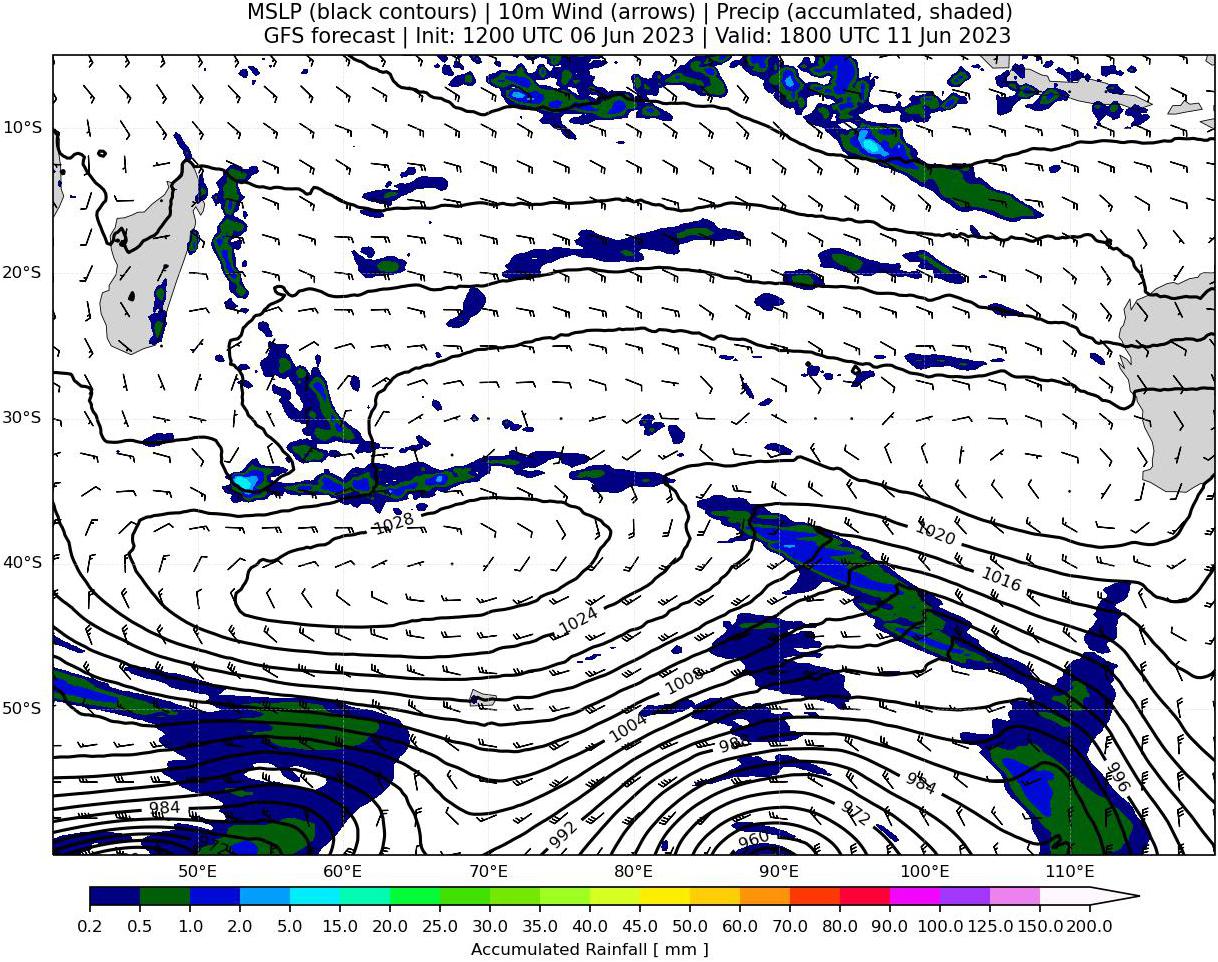 MSLP (black contours) | 10m Wind (arrows) | Precip (accumlated, shaded)
GFS forecast | Init: 1200 UTC 06 Jun 2023 | Valid: 1800 UTC 11 Jun 2023
10°S
20°S
30°S
1028
1020
40°S
1016
1024
1008
50°S
1004
996
984
984
972
992
960
50°E 60°E 70°E 80°E 90°E 100°E 110°E
0.2 0.5 1.0 2.0 5.0 10.0 15.0 20.0 25.0 30.0 35.0 40.0 45.0 50.0 60.0 70.0 80.0 90.0 100.0 125.0 150.0 200.0
Accumulated Rainfall [ mm ]